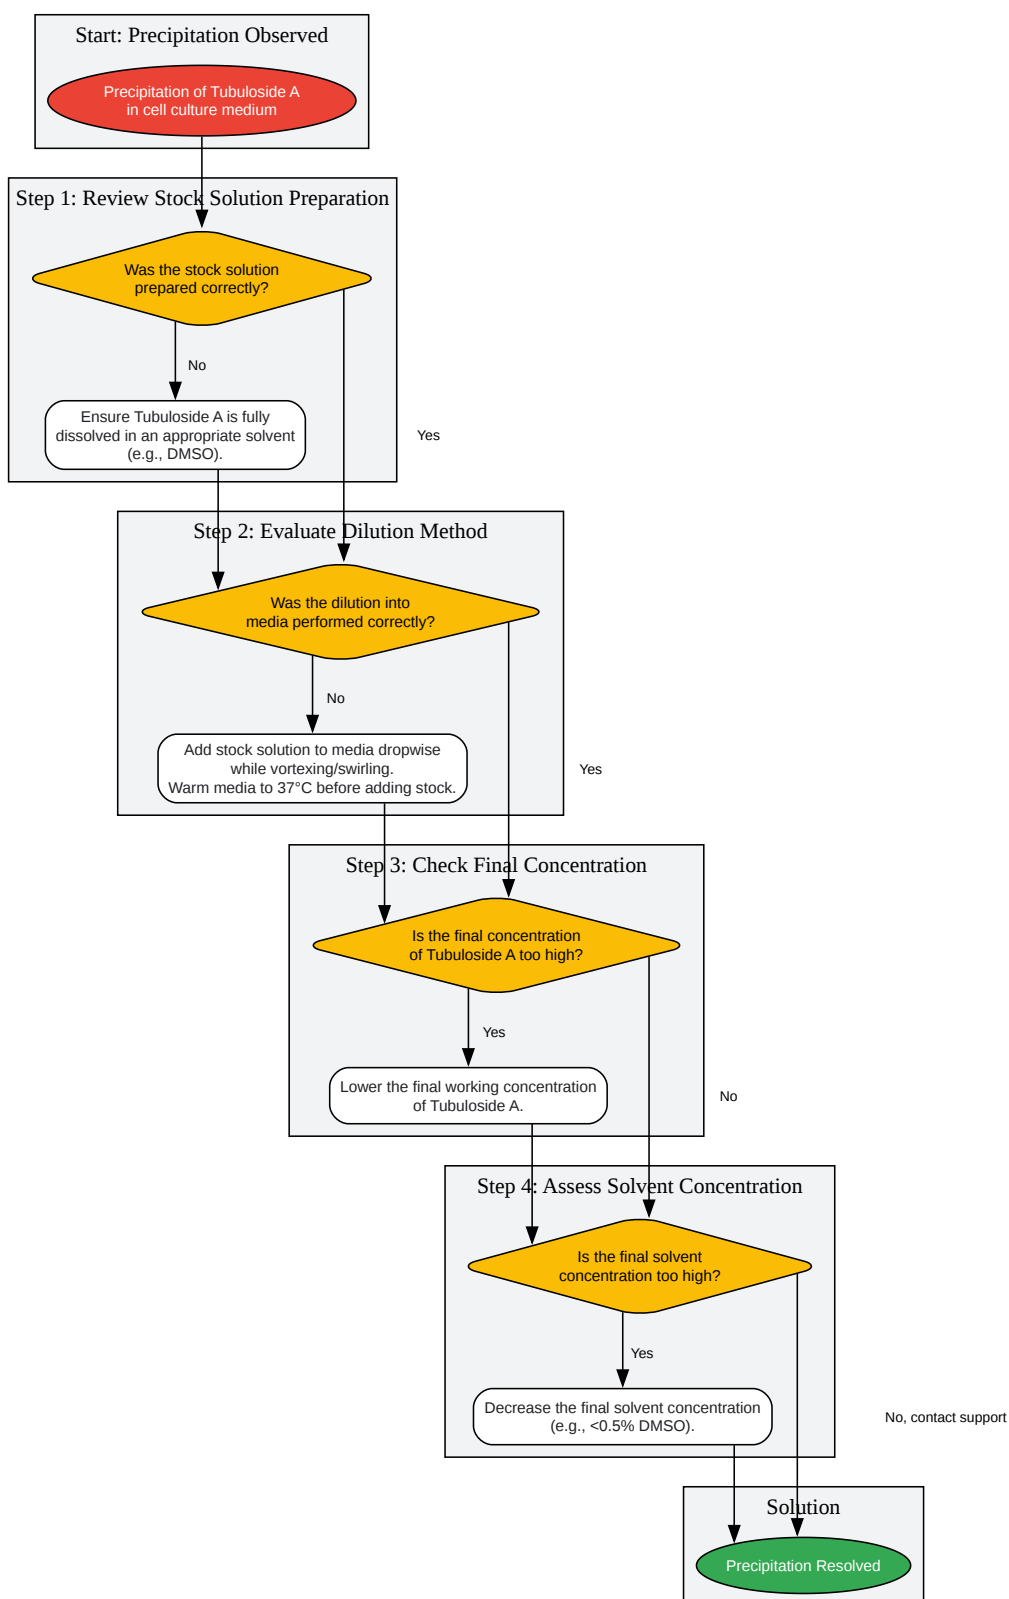 Start: Precipitation Observed
Precipitation of Tubuloside A
in cell culture medium
Step 1: Review Stock Solution Preparation
Was the stock solution
prepared correctly?
No
Ensure Tubuloside A is fully
dissolved in an appropriate solvent
(e.g., DMSO).
Yes
Step 2: Evaluate Dilution Method
Was the dilution into
media performed correctly?
No
Add stock solution to media dropwise
while vortexing/swirling.
Warm media to 37°C before adding stock.
Yes
Step 3: Check Final Concentration
Is the final concentration
of Tubuloside A too high?
Yes
Lower the final working concentration
of Tubuloside A.
No
Step 4: Assess Solvent Concentration
Is the final solvent
concentration too high?
Yes
Decrease the final solvent concentration
(e.g., <0.5% DMSO).
No, contact support
Solution
Precipitation Resolved